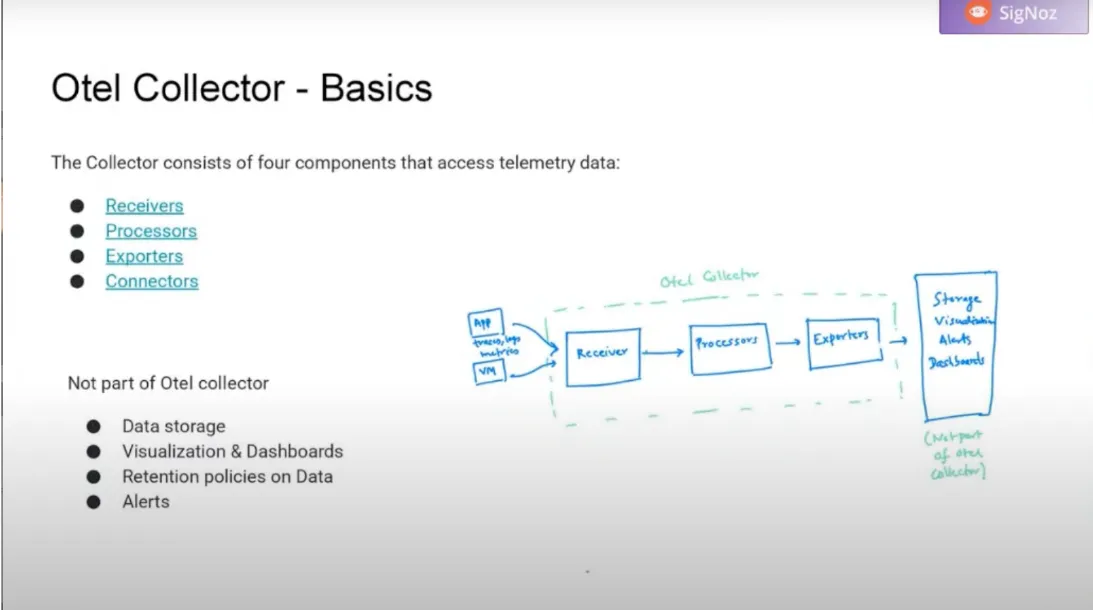 SigNoz
Otel Collector - Basics
The Collector consists of four components that access telemetry data:
Receivers
Processors
Exporters
Connectors
Otel Collector
App
traces, logs
metrics
VM
Receiver
Processors
Exporters
Storage
Visualization
Alerts
Dashboards
(Not part
of otel
collector)
Not part of Otel collector
Data storage
Visualization & Dashboards
Retention policies on Data
Alerts